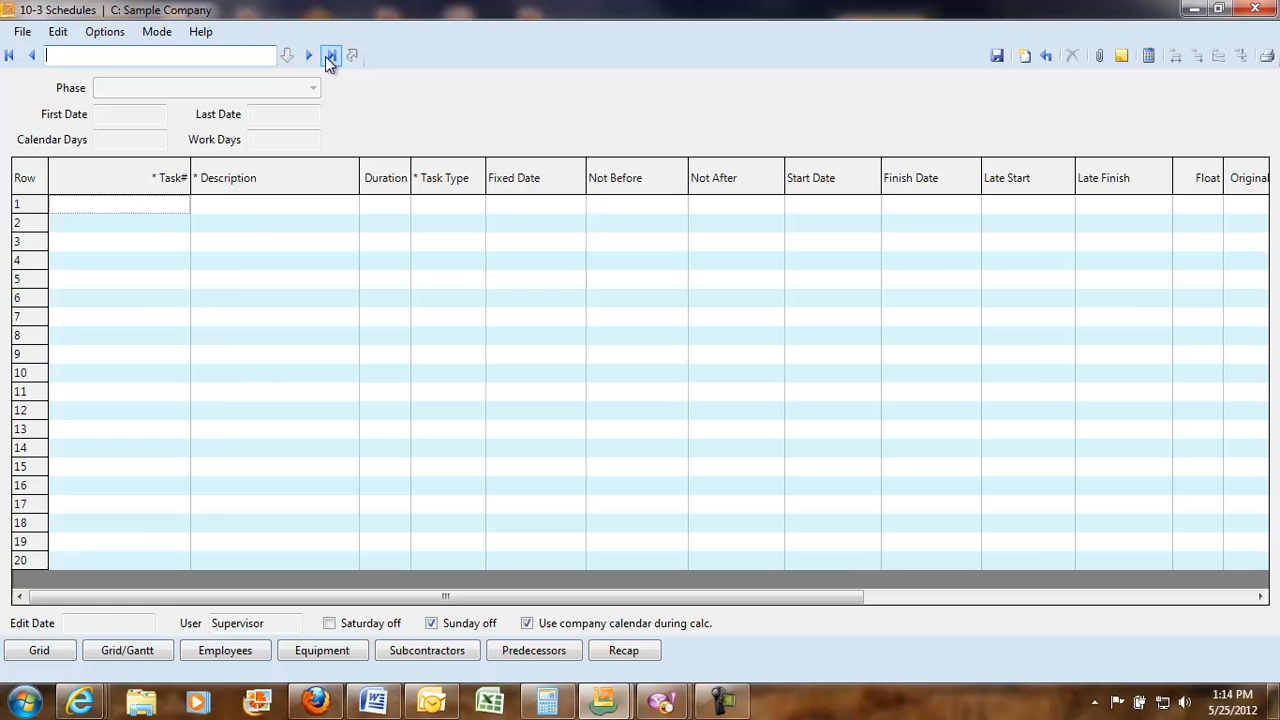 10-3 Schedules | C: Sample Company
File Edit Options Mode Help
Phase
First Date Last Date
Calendar Days Work Days
Row * Task# * Description Duration * Task Type Fixed Date Not Before Not After Start Date Finish Date Late Start Late Finish Float Original
1
2
3
4
5
6
7
8
9
10
11
12
13
14
15
16
17
18
19
20
Edit Date User Supervisor Saturday off Sunday off Use company calendar during calc.
Grid Grid/Gantt Employees Equipment Subcontractors Predecessors Recap
1:14 PM
5/25/2012